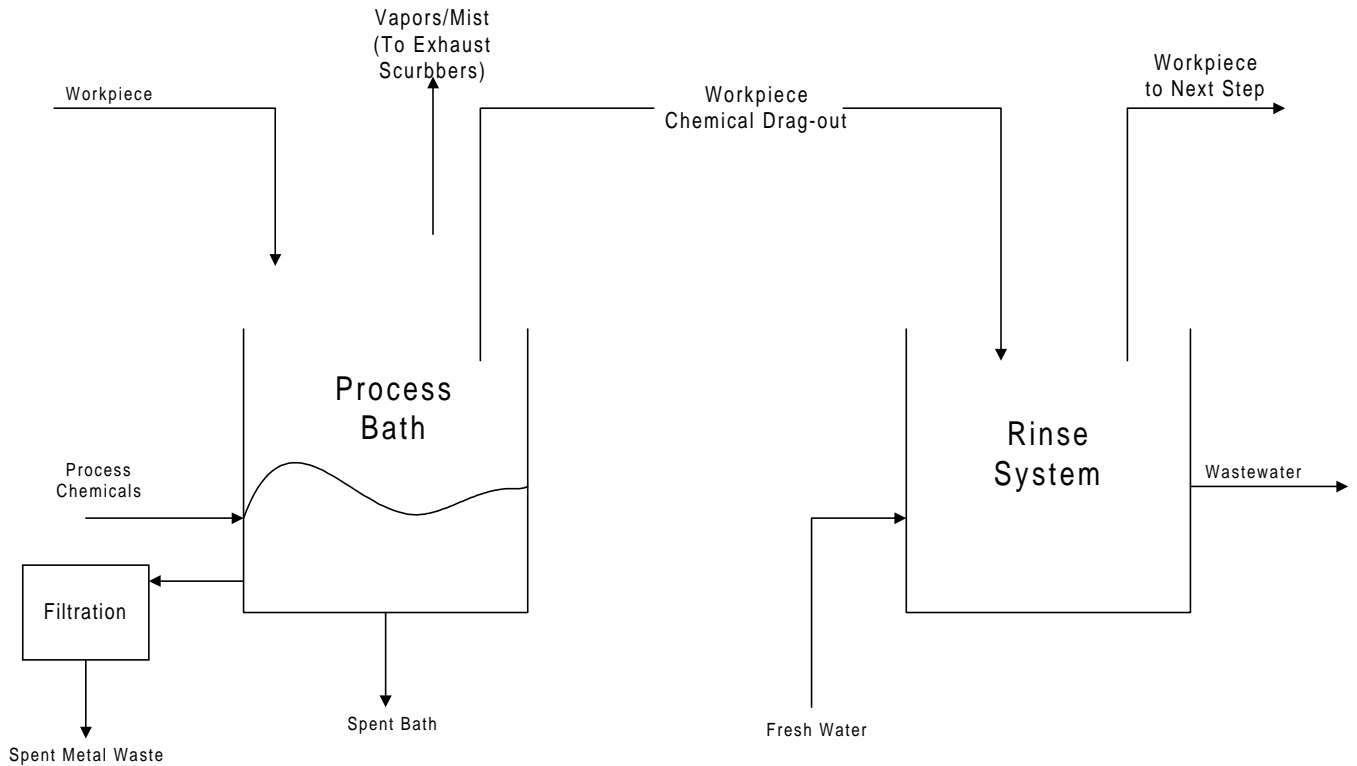 Vapors/Mist
(To Exhaust
Scurbbers)
Workpiece
Workpiece
Chemical Drag-out
Workpiece
to Next Step
Process
Bath
Rinse
System
Process
Chemicals
Wastewater
Filtration
Spent Bath
Fresh Water
Spent Metal Waste